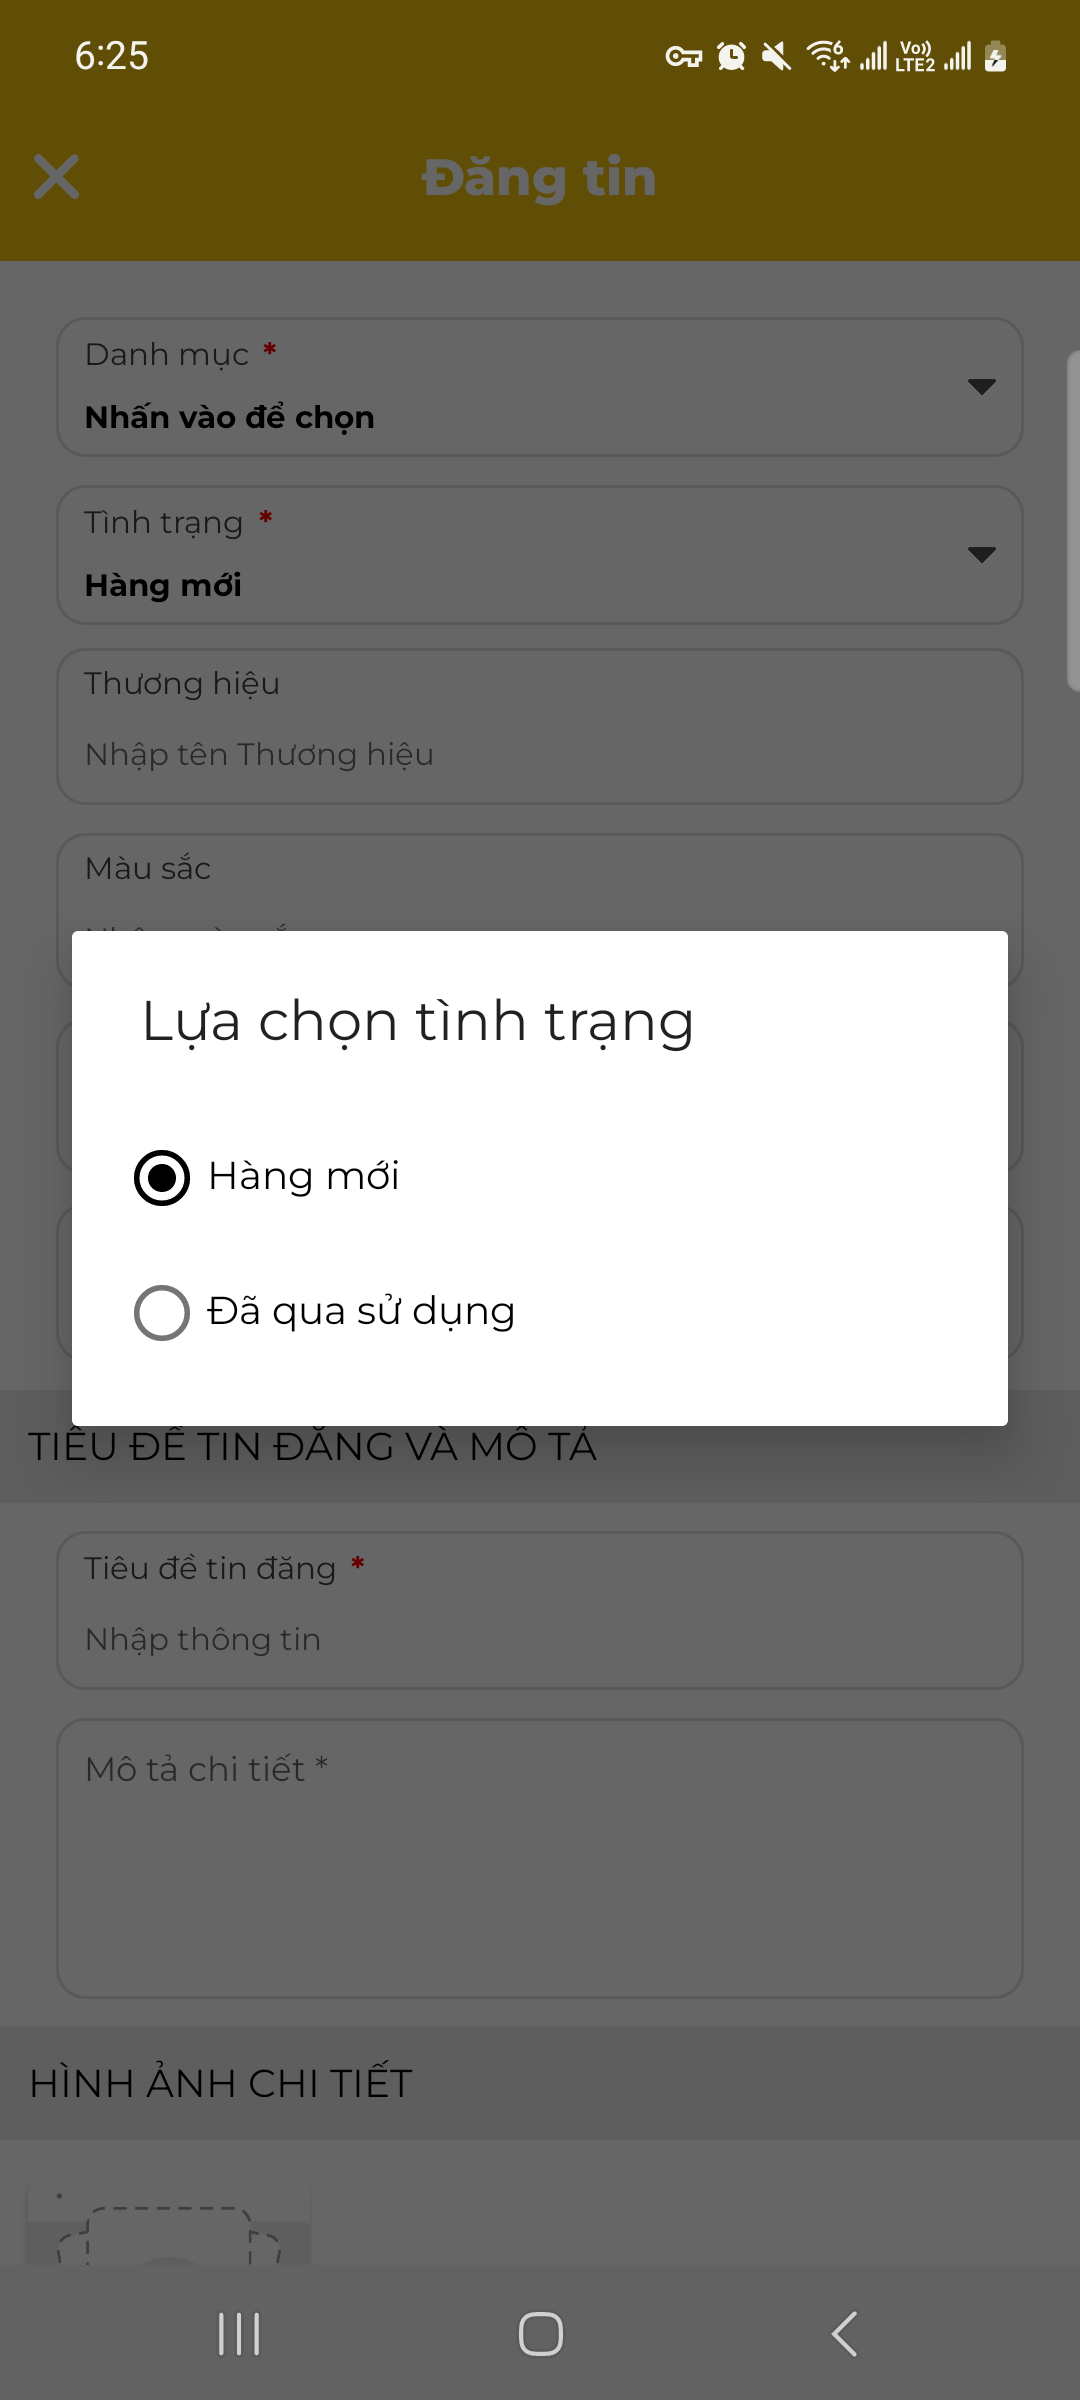 6:25
Vo))
LTE2
Đăng tin
Danh mục *
Nhấn vào để chọn
Tình trạng *
Hàng mới
Thương hiệu
Nhập tên Thương hiệu
Màu sắc
Lựa chọn tình trạng
Hàng mới
Đã qua sử dụng
TIÊU ĐỀ TIN ĐĂNG VÀ MÔ TẢ
Tiêu đề tin đăng *
Nhập thông tin
Mô tả chi tiết *
HÌNH ẢNH CHI TIẾT